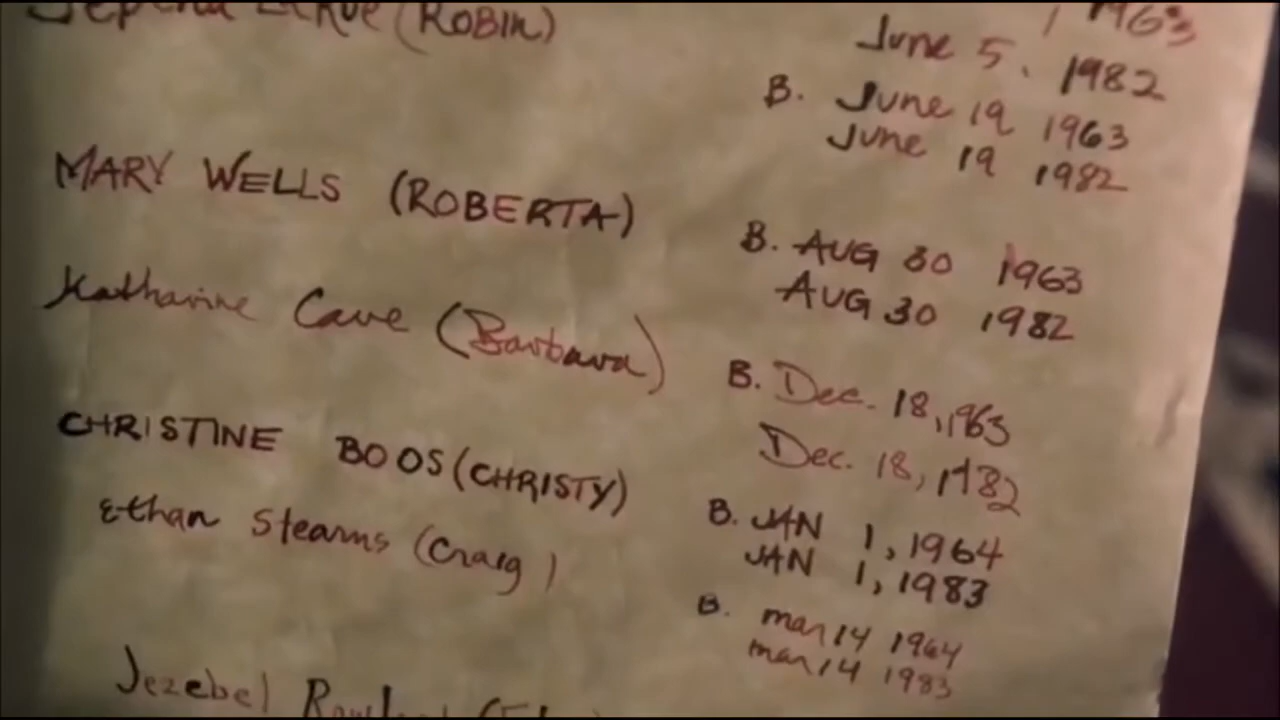 (ROBIN)
1963
June 5, 1982
B. June 19 1963
June 19 1982
MARY WELLS (ROBERTA)
B. AUG 30 1963
AUG 30 1982
Katharine Cave (Barbara)
B. Dec. 18, 1963
Dec. 18, 1982
CHRISTINE BOOS (CHRISTY)
B. JAN 1, 1964
JAN 1, 1983
Ethan Stearns (Craig)
B. mar 14 1964
mar 14 1983
Jezebel